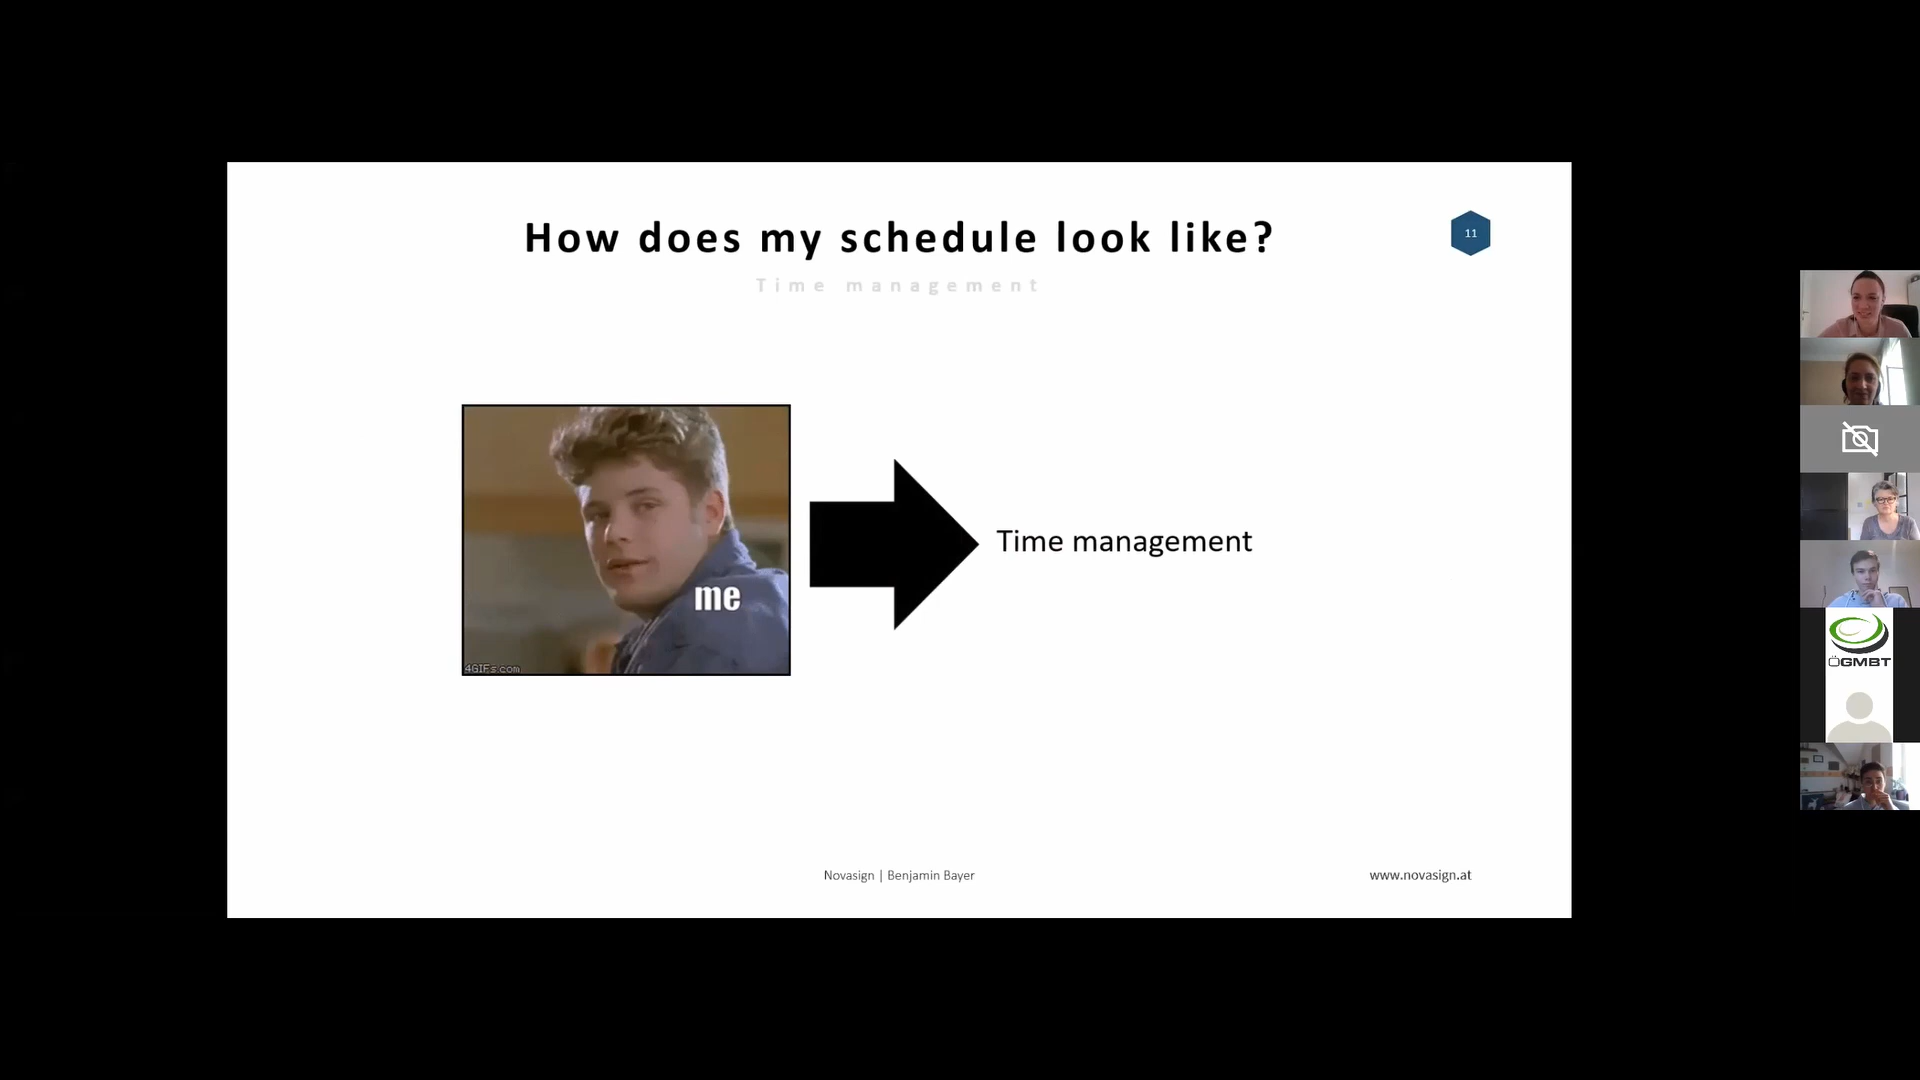 How does my schedule look like?
11
Time management
me
4GIFs.com
Time management
ÖGMBT
Novasign | Benjamin Bayer
www.novasign.at